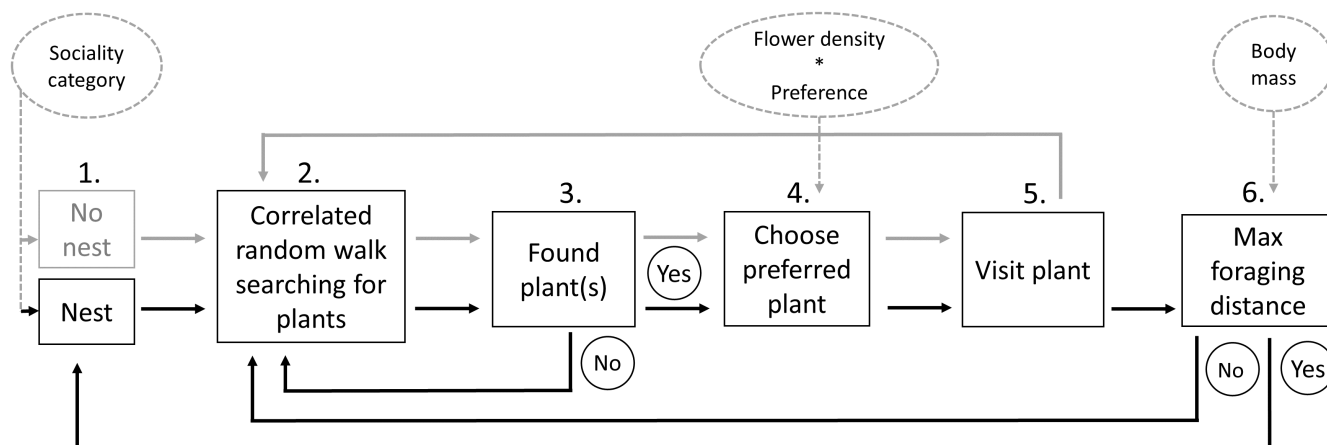 Sociality
category
Flower density
*
Preference
Body
mass
1.
No
nest
Nest
2.
Correlated
random walk
searching for
plants
3.
Found
plant(s)
Yes
No
4.
Choose
preferred
plant
5.
Visit plant
6.
Max
foraging
distance
No
Yes